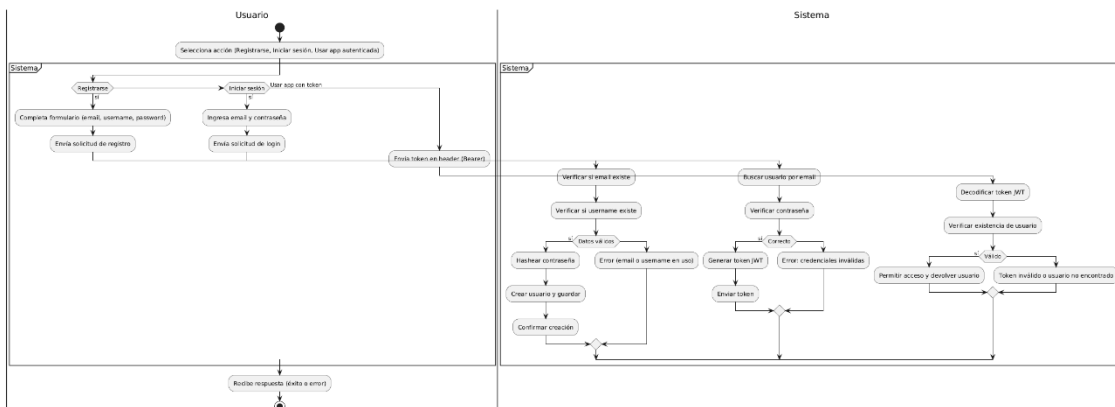 Usuario
Sistema
Selecciona acción (Registrarse, Iniciar sesión, Usar app autenticada)
Sistema
Sistema
Registrarse
sí
Iniciar sesión
sí
Usar app con token
Completa formulario (email, username, password)
Ingresa email y contraseña
Envía solicitud de registro
Envía solicitud de login
Envía token en header (Bearer)
Verificar si email existe
Buscar usuario por email
Decodificar token JWT
Verificar si username existe
Verificar contraseña
Verificar existencia de usuario
sí
Datos válidos
sí
Correcto
sí
Válido
Hashear contraseña
Error (email o username en uso)
Generar token JWT
Error: credenciales inválidas
Permitir acceso y devolver usuario
Token inválido o usuario no encontrado
Crear usuario y guardar
Enviar token
Confirmar creación
Recibe respuesta (éxito o error)